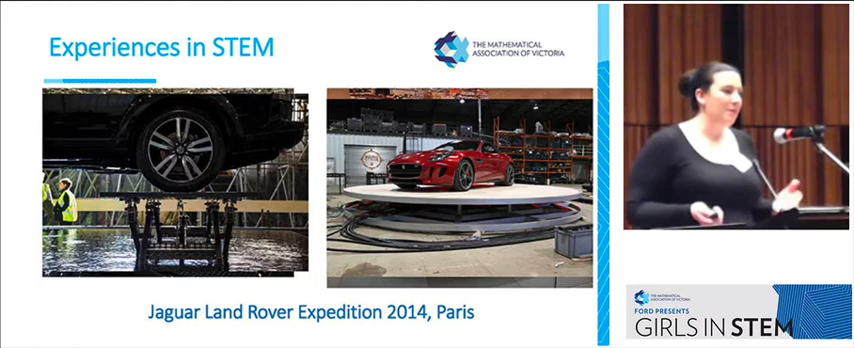 Experiences in STEM
THE MATHEMATICAL
ASSOCIATION OF VICTORIA
Jaguar Land Rover Expedition 2014, Paris
THE MATHEMATICAL
ASSOCIATION OF VICTORIA
FORD PRESENTS
GIRLS IN STEM